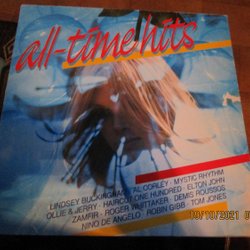 all-time hits
LINDSEY BUCKINGHAM · AL CORLEY · MYSTIC RHYTHM
OLLIE & JERRY · HAIRCUT ONE HUNDRED · ELTON JOHN
ZAMFIR · ROGER WHITTAKER · DEMIS ROUSSOS
NINO DE ANGELO · ROBIN GIBB · TOM JONES
09/10/2021